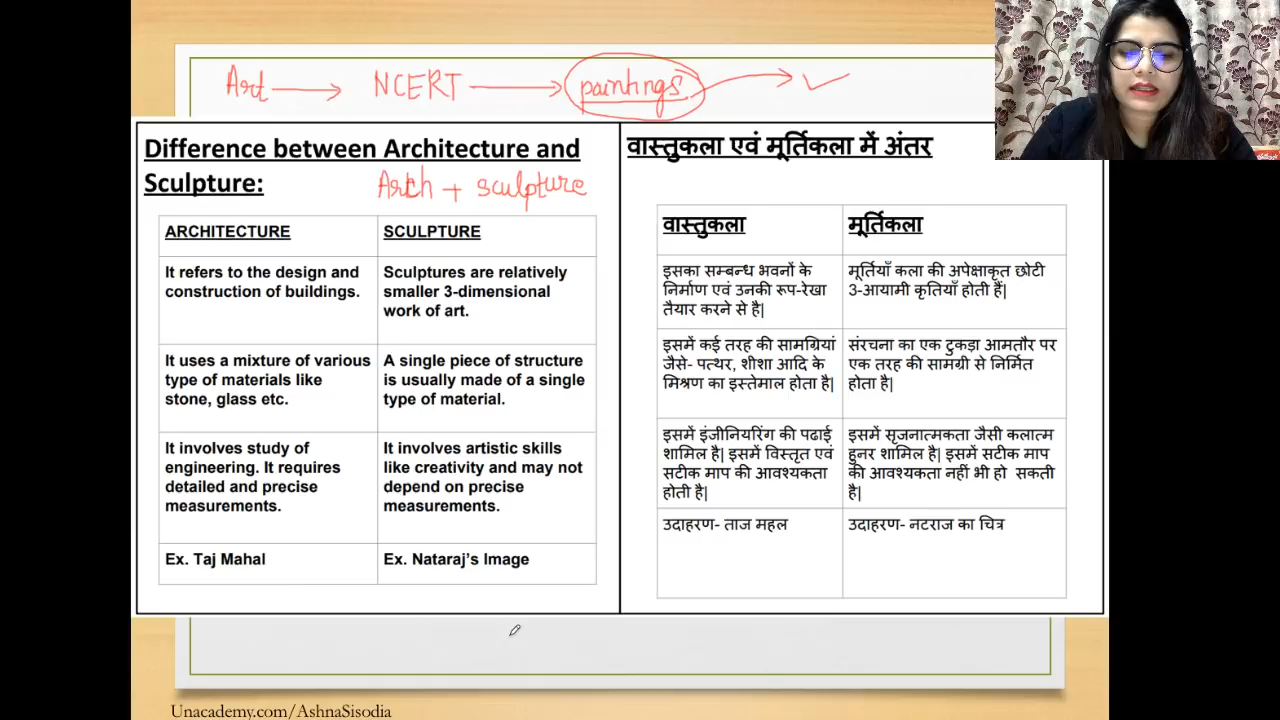 Art → NCERT → paintings → ✓
Difference between Architecture and
Sculpture:
Arch + sculpture
ARCHITECTURE
SCULPTURE
It refers to the design and
construction of buildings.
Sculptures are relatively
smaller 3-dimensional
work of art.
It uses a mixture of various
type of materials like
stone, glass etc.
A single piece of structure
is usually made of a single
type of material.
It involves study of
engineering. It requires
detailed and precise
measurements.
It involves artistic skills
like creativity and may not
depend on precise
measurements.
Ex. Taj Mahal
Ex. Nataraj’s Image
वास्तुकला एवं मूर्तिकला में अंतर
वास्तुकला
मूर्तिकला
इसका सम्बन्ध भवनों के
निर्माण एवं उनकी रूप-रेखा
तैयार करने से है|
मूर्तियाँ कला की अपेक्षाकृत छोटी
3-आयामी कृतियाँ होती हैं|
इसमें कई तरह की सामग्रियां
जैसे- पत्थर, शीशा आदि के
मिश्रण का इस्तेमाल होता है|
संरचना का एक टुकड़ा आमतौर पर
एक तरह की सामग्री से निर्मित
होता है|
इसमें इंजीनियरिंग की पढाई
शामिल है| इसमें विस्तृत एवं
सटीक माप की आवश्यकता
होती है|
इसमें सृजनात्मकता जैसी कलात्म
हुनर शामिल है| इसमें सटीक माप
की आवश्यकता नहीं भी हो सकती
है|
उदाहरण- ताज महल
उदाहरण- नटराज का चित्र
Unacademy.com/AshnaSisodia